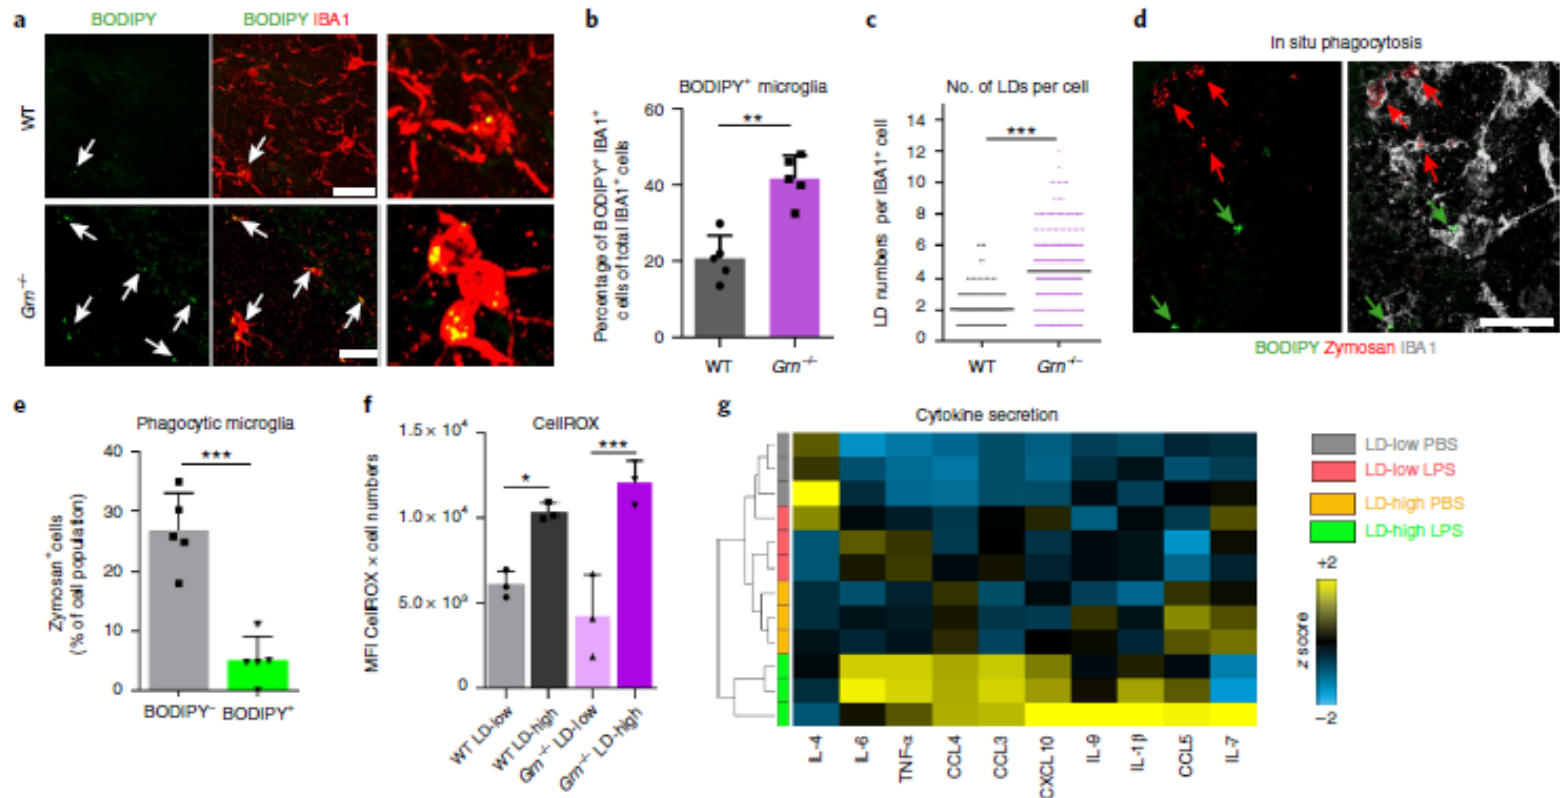 a
BODIPY
BODIPY IBA1
WT
Grn–/–
b
BODIPY+ microglia
**
Percentage of BODIPY+ IBA1+
cells of total IBA1+ cells
60
40
20
0
WT
Grn–/–
c
No. of LDs per cell
***
LD numbers per IBA1+ cell
14
12
10
8
6
4
2
0
WT
Grn–/–
d
In situ phagocytosis
BODIPY Zymosan IBA1
e
Phagocytic microglia
***
Zymosan+cells
(% of cell population)
40
30
20
10
0
BODIPY–
BODIPY+
f
CellROX
*
***
MFI CellROX × cell numbers
1.5 × 10⁴
1.0 × 10⁴
5.0 × 10³
0
WT LD-low
WT LD-high
Grn–/– LD-low
Grn–/– LD-high
g
Cytokine secretion
IL-4
IL-6
TNF-α
CCL4
CCL3
CXCL10
IL-9
IL-1β
CCL5
IL-7
LD-low PBS
LD-low LPS
LD-high PBS
LD-high LPS
+2
z score
–2